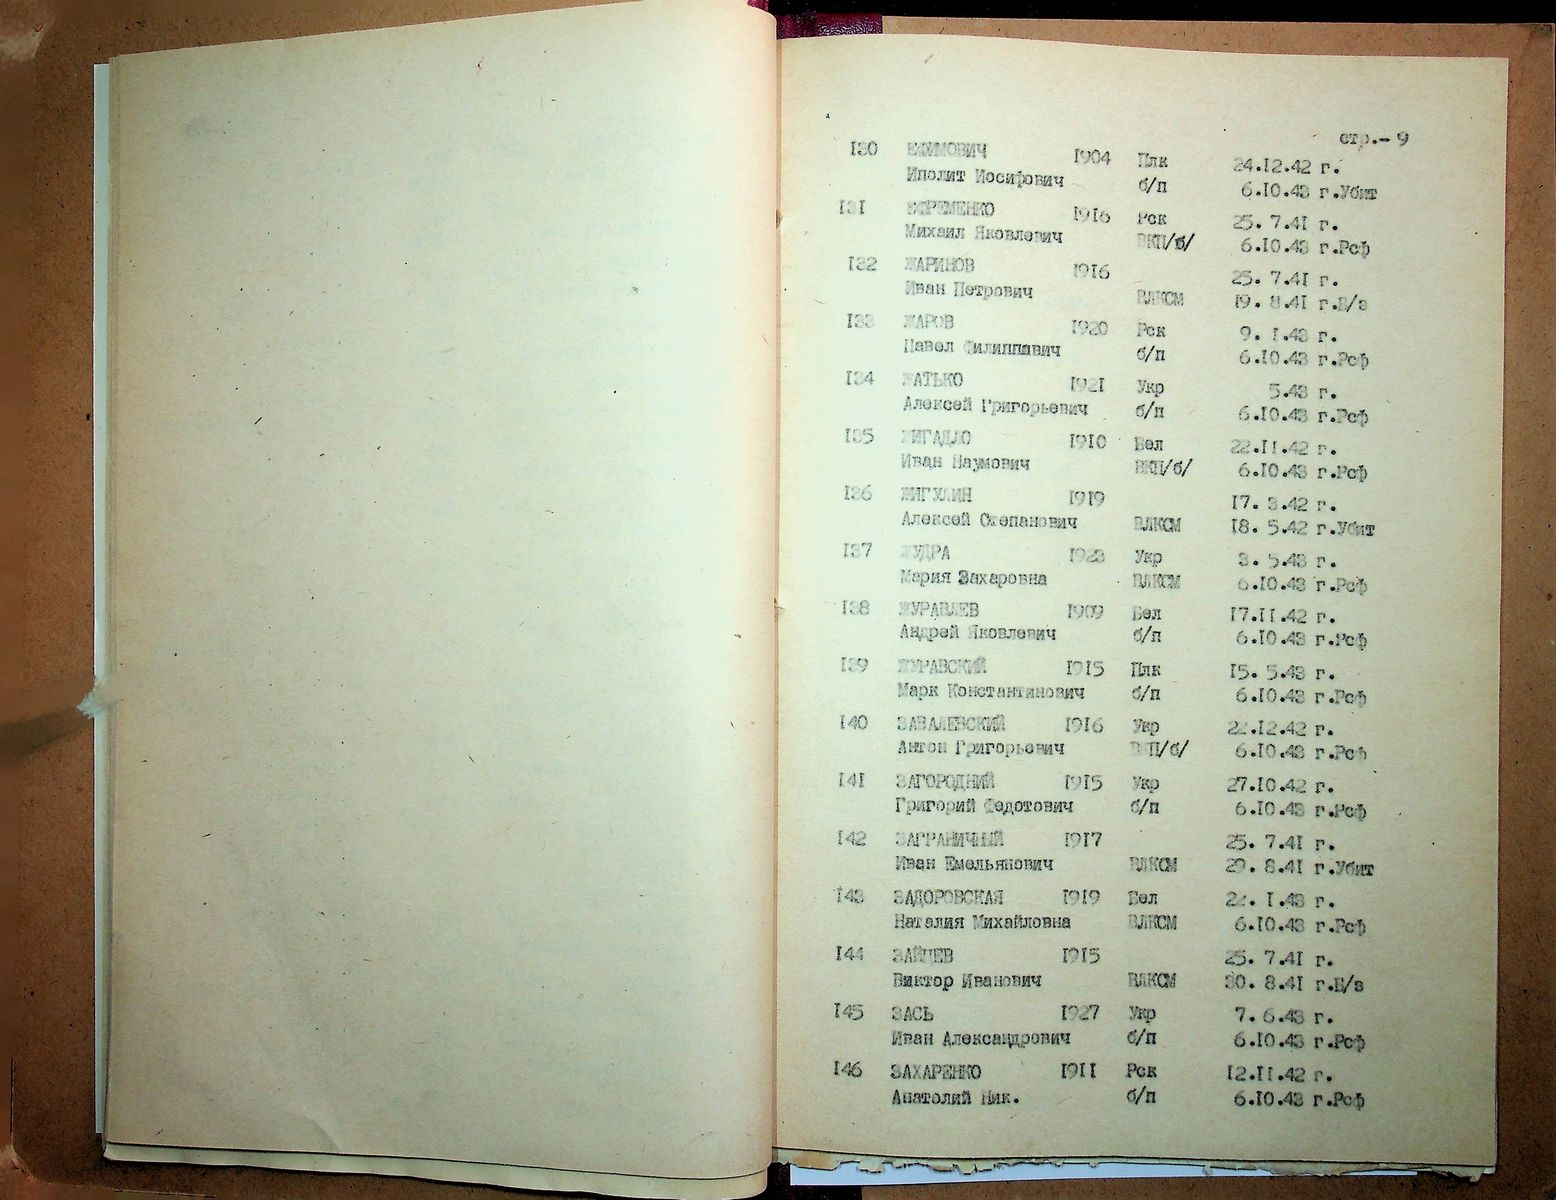 стр.- 9
130 ЕФИМОВИЧ 1904 Плк 24.12.42 г.
Иполит Иосифович б/п 6.10.43 г.Убит
131 ЕФРЕМЕНКО 1916 Рск 25. 7.41 г.
Михаил Яковлевич ВКП/б/ 6.10.43 г.Рсф
132 ЖАРИНОВ 1916 25. 7.41 г.
Иван Петрович ВЛКСМ 19. 8.41 г.Б/з
133 ЖАРОВ 1920 Рск 9. 1.43 г.
Павел Филиппвич б/п 6.10.43 г.Рсф
134 ЖАТЬКО 1921 Укр 5.43 г.
Алексей Григорьевич б/п 6.10.43 г.Рсф
135 ЖИГАДЛО 1910 Бел 22.11.42 г.
Иван Наумович ВКП/б/ 6.10.43 г.Рсф
136 ЖИГУЛИН 1919 17. 3.42 г.
Алексей Степанович ВЛКСМ 18. 5.42 г.Убит
137 ЖУДРА 1923 Укр 3. 5.43 г.
Мария Захаровна ВЛКСМ 6.10.43 г.Рсф
138 ЖУРАВЛЕВ 1909 Бел 17.11.42 г.
Андрей Яковлевич б/п 6.10.43 г.Рсф
139 ЖУРАВСКИЙ 1915 Плк 15. 5.43 г.
Марк Константинович б/п 6.10.43 г.Рсф
140 ЗАВАЛЕВСКИЙ 1916 Укр 22.12.42 г.
Антон Григорьевич ВКП/б/ 6.10.43 г.Рсф
141 ЗАГОРОДНИЙ 1915 Укр 27.10.42 г.
Григорий Федотович б/п 6.10.43 г.Рсф
142 ЗАГРАНИЧНЫЙ 1917 25. 7.41 г.
Иван Емельянович ВЛКСМ 29. 8.41 г.Убит
143 ЗАДОРОВСКАЯ 1919 Бел 22. 1.43 г.
Наталия Михайловна ВЛКСМ 6.10.43 г.Рсф
144 ЗАЙЦЕВ 1915 25. 7.41 г.
Виктор Иванович ВЛКСМ 30. 8.41 г.Б/з
145 ЗАСЬ 1927 Укр 7. 6.43 г.
Иван Александрович б/п 6.10.43 г.Рсф
146 ЗАХАРЕНКО 1911 Рск 12.11.42 г.
Анатолий Ник. б/п 6.10.43 г.Рсф